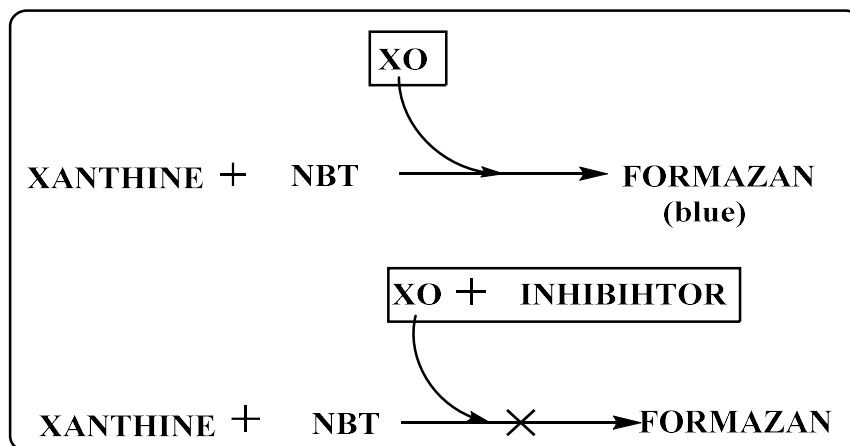 XO
XANTHINE + NBT FORMAZAN
(blue)
XO + INHIBIHTOR
XANTHINE + NBT FORMAZAN